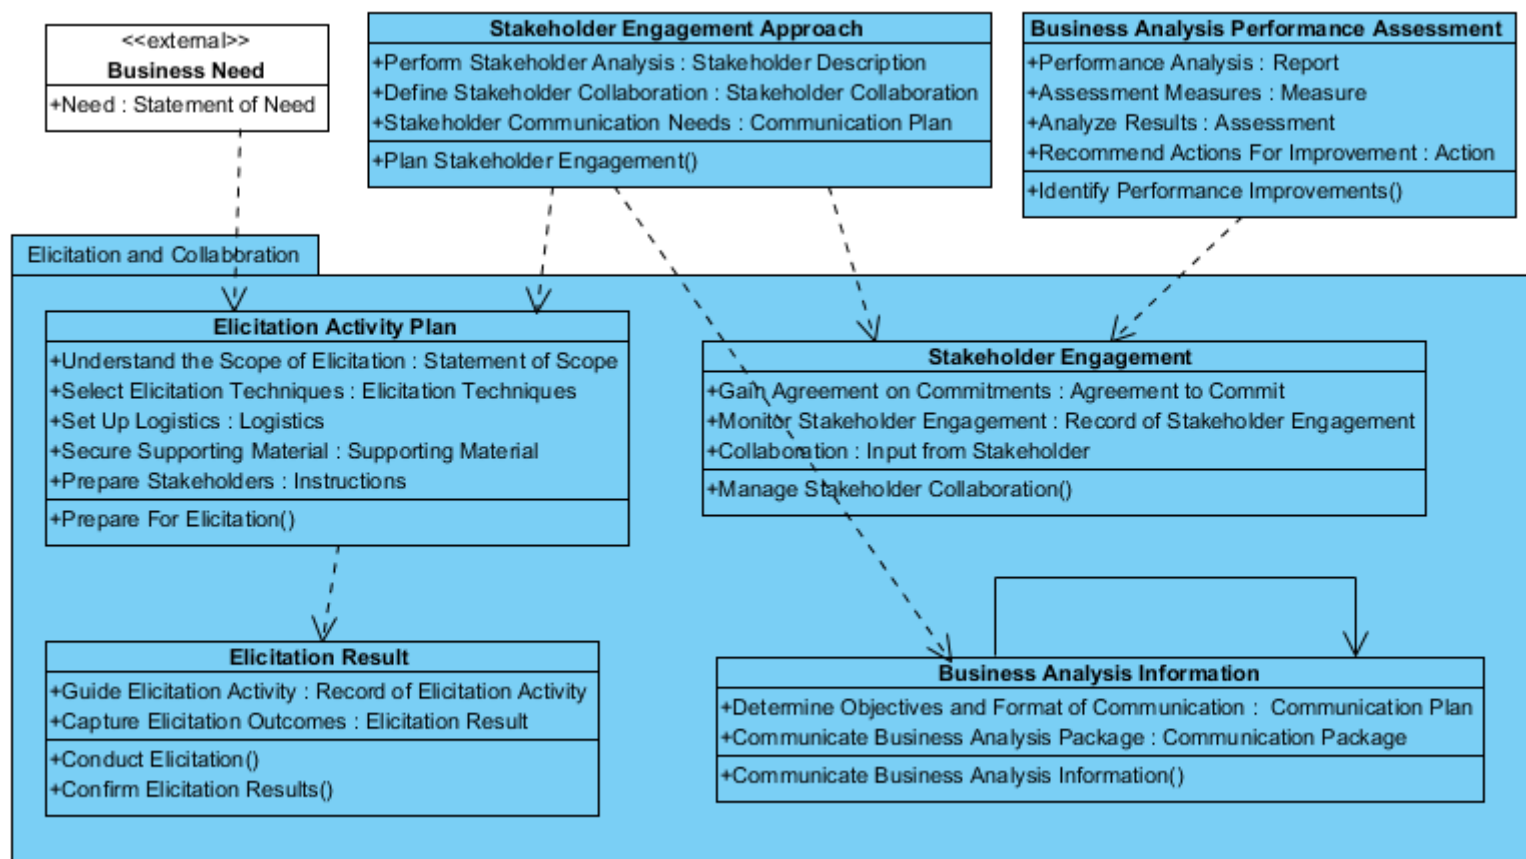 <<external>>
Business Need
+Need : Statement of Need
Stakeholder Engagement Approach
+Perform Stakeholder Analysis : Stakeholder Description
+Define Stakeholder Collaboration : Stakeholder Collaboration
+Stakeholder Communication Needs : Communication Plan
+Plan Stakeholder Engagement()
Business Analysis Performance Assessment
+Performance Analysis : Report
+Assessment Measures : Measure
+Analyze Results : Assessment
+Recommend Actions For Improvement : Action
+Identify Performance Improvements()
Elicitation and Collaboration
Elicitation Activity Plan
+Understand the Scope of Elicitation : Statement of Scope
+Select Elicitation Techniques : Elicitation Techniques
+Set Up Logistics : Logistics
+Secure Supporting Material : Supporting Material
+Prepare Stakeholders : Instructions
+Prepare For Elicitation()
Stakeholder Engagement
+Gain Agreement on Commitments : Agreement to Commit
+Monitor Stakeholder Engagement : Record of Stakeholder Engagement
+Collaboration : Input from Stakeholder
+Manage Stakeholder Collaboration()
Elicitation Result
+Guide Elicitation Activity : Record of Elicitation Activity
+Capture Elicitation Outcomes : Elicitation Result
+Conduct Elicitation()
+Confirm Elicitation Results()
Business Analysis Information
+Determine Objectives and Format of Communication : Communication Plan
+Communicate Business Analysis Package : Communication Package
+Communicate Business Analysis Information()